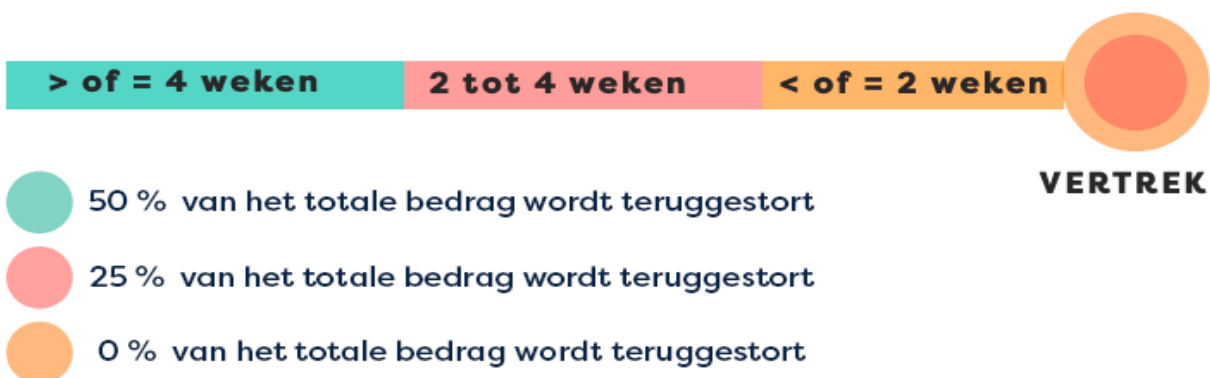 > of = 4 weken 2 tot 4 weken < of = 2 weken
VERTREK
50 % van het totale bedrag wordt teruggestort
25 % van het totale bedrag wordt teruggestort
0 % van het totale bedrag wordt teruggestort